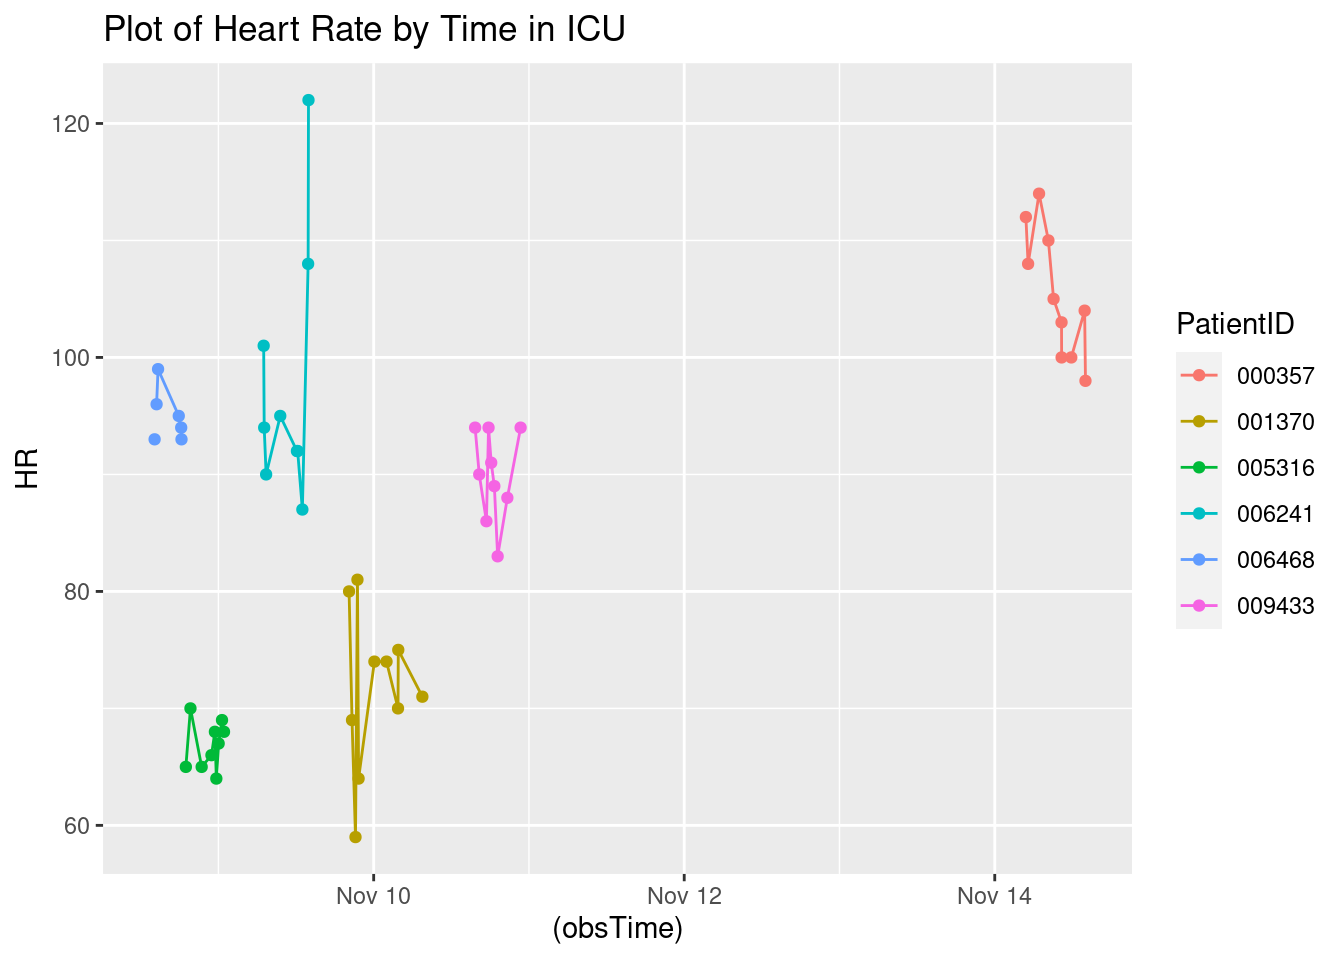 Plot of Heart Rate by Time in ICU
120
100
80
60
HR
Nov 10
Nov 12
Nov 14
(obsTime)
PatientID
000357
001370
005316
006241
006468
009433